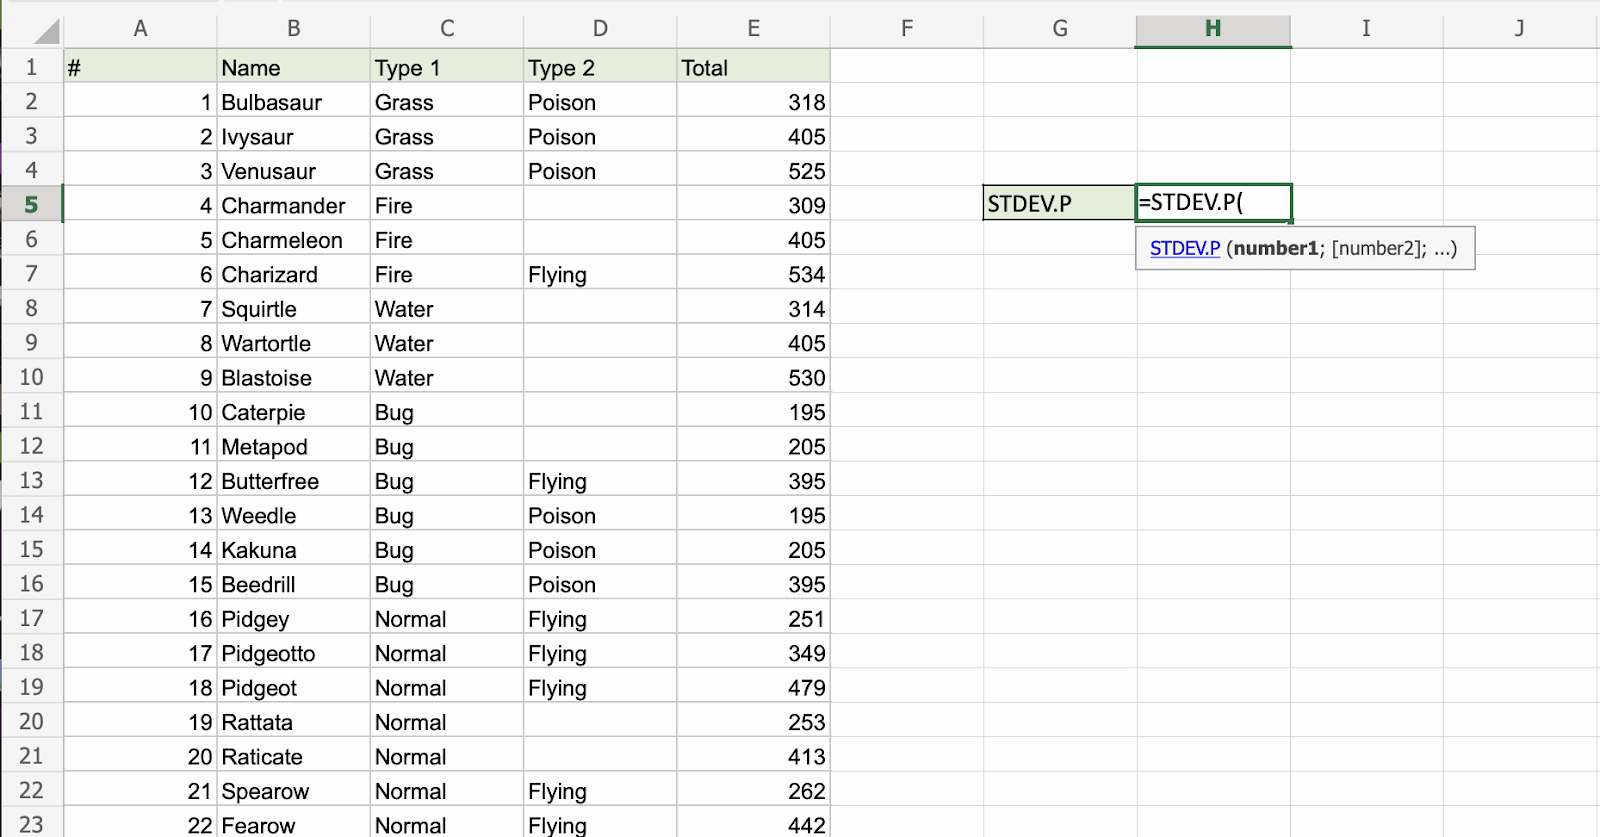 A B C D E F G H I J
1 # Name Type 1 Type 2 Total
2 1 Bulbasaur Grass Poison 318
3 2 Ivysaur Grass Poison 405
4 3 Venusaur Grass Poison 525
5 4 Charmander Fire 309 STDEV.P =STDEV.P(
6 5 Charmeleon Fire 405 STDEV.P (number1; [number2]; ...)
7 6 Charizard Fire Flying 534
8 7 Squirtle Water 314
9 8 Wartortle Water 405
10 9 Blastoise Water 530
11 10 Caterpie Bug 195
12 11 Metapod Bug 205
13 12 Butterfree Bug Flying 395
14 13 Weedle Bug Poison 195
15 14 Kakuna Bug Poison 205
16 15 Beedrill Bug Poison 395
17 16 Pidgey Normal Flying 251
18 17 Pidgeotto Normal Flying 349
19 18 Pidgeot Normal Flying 479
20 19 Rattata Normal 253
21 20 Raticate Normal 413
22 21 Spearow Normal Flying 262
23 22 Fearow Normal Flying 442